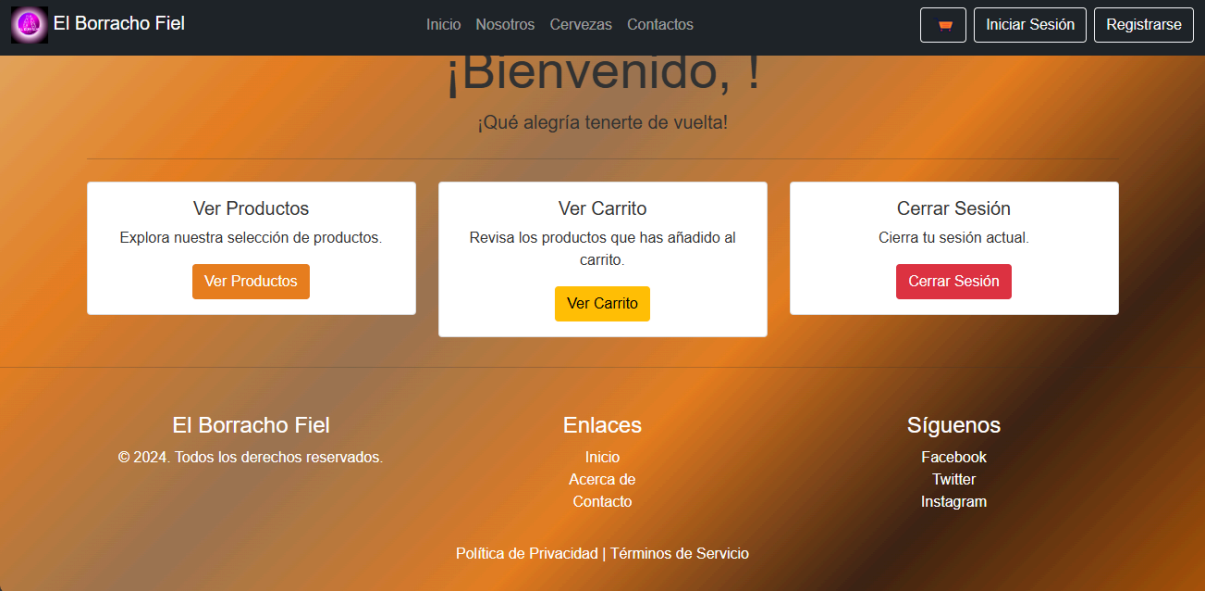 El Borracho Fiel
Inicio Nosotros Cervezas Contactos
Iniciar Sesión
Registrarse
¡Bienvenido, !
¡Qué alegría tenerte de vuelta!
Ver Productos
Explora nuestra selección de productos.
Ver Productos
Ver Carrito
Revisa los productos que has añadido al
carrito.
Ver Carrito
Cerrar Sesión
Cierra tu sesión actual.
Cerrar Sesión
El Borracho Fiel
© 2024. Todos los derechos reservados.
Enlaces
Inicio
Acerca de
Contacto
Síguenos
Facebook
Twitter
Instagram
Política de Privacidad | Términos de Servicio